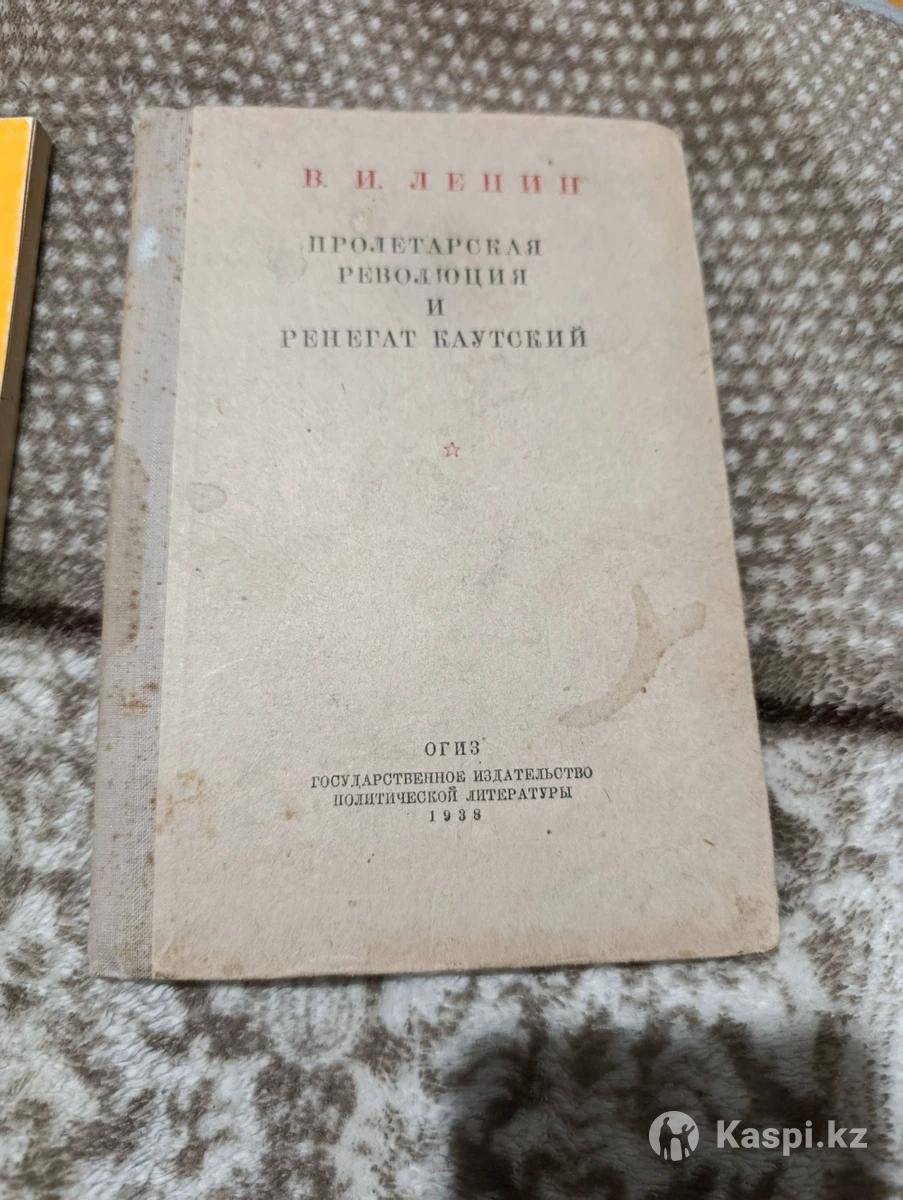 В. И. ЛЕНИН
ПРОЛЕТАРСКАЯ
РЕВОЛЮЦИЯ
И
РЕНЕГАТ КАУТСКИЙ
ОГИЗ
ГОСУДАРСТВЕННОЕ ИЗДАТЕЛЬСТВО
ПОЛИТИЧЕСКОЙ ЛИТЕРАТУРЫ
1938
Kaspi.kz